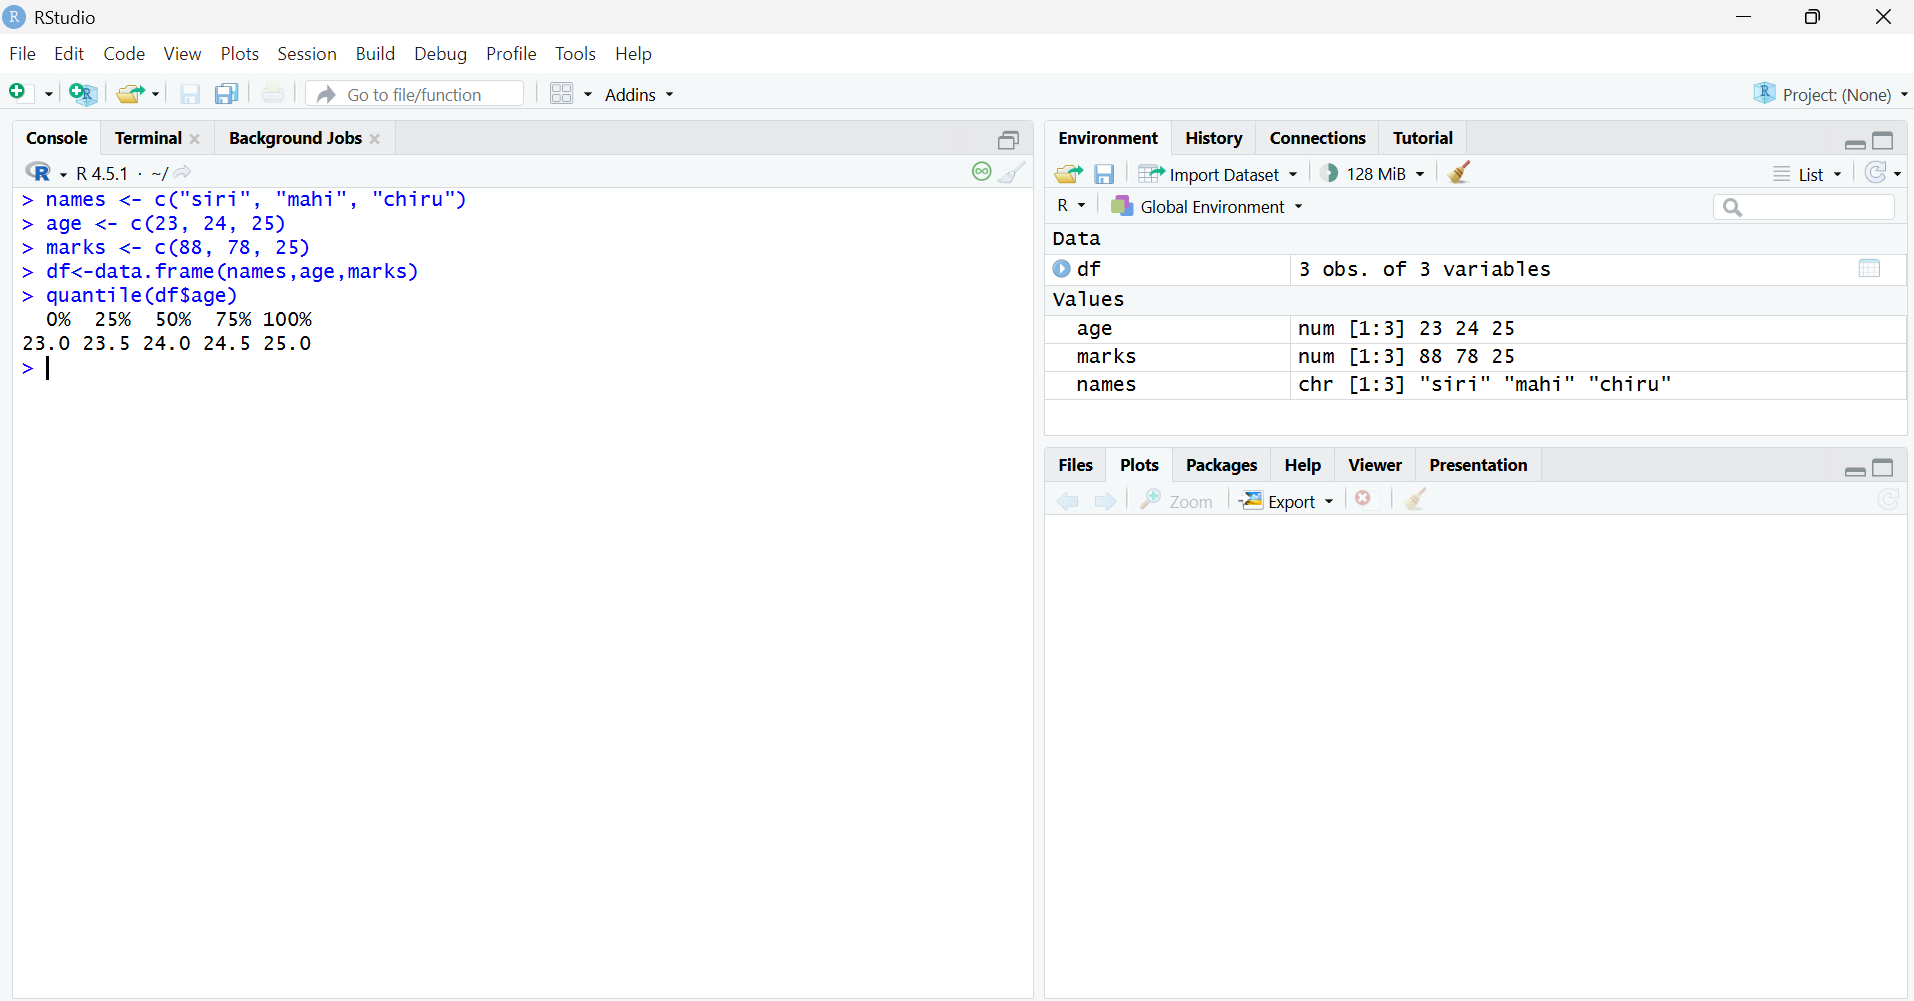 RStudio
File Edit Code View Plots Session Build Debug Profile Tools Help
Go to file/function Addins Project: (None)
Console Terminal Background Jobs
R 4.5.1 · ~/
> names <- c("siri", "mahi", "chiru")
> age <- c(23, 24, 25)
> marks <- c(88, 78, 25)
> df<-data.frame(names,age,marks)
> quantile(df$age)
0% 25% 50% 75% 100%
23.0 23.5 24.0 24.5 25.0
>
Environment History Connections Tutorial
Import Dataset 128 MiB List
R Global Environment
Data
df 3 obs. of 3 variables
Values
age num [1:3] 23 24 25
marks num [1:3] 88 78 25
names chr [1:3] "siri" "mahi" "chiru"
Files Plots Packages Help Viewer Presentation
Zoom Export